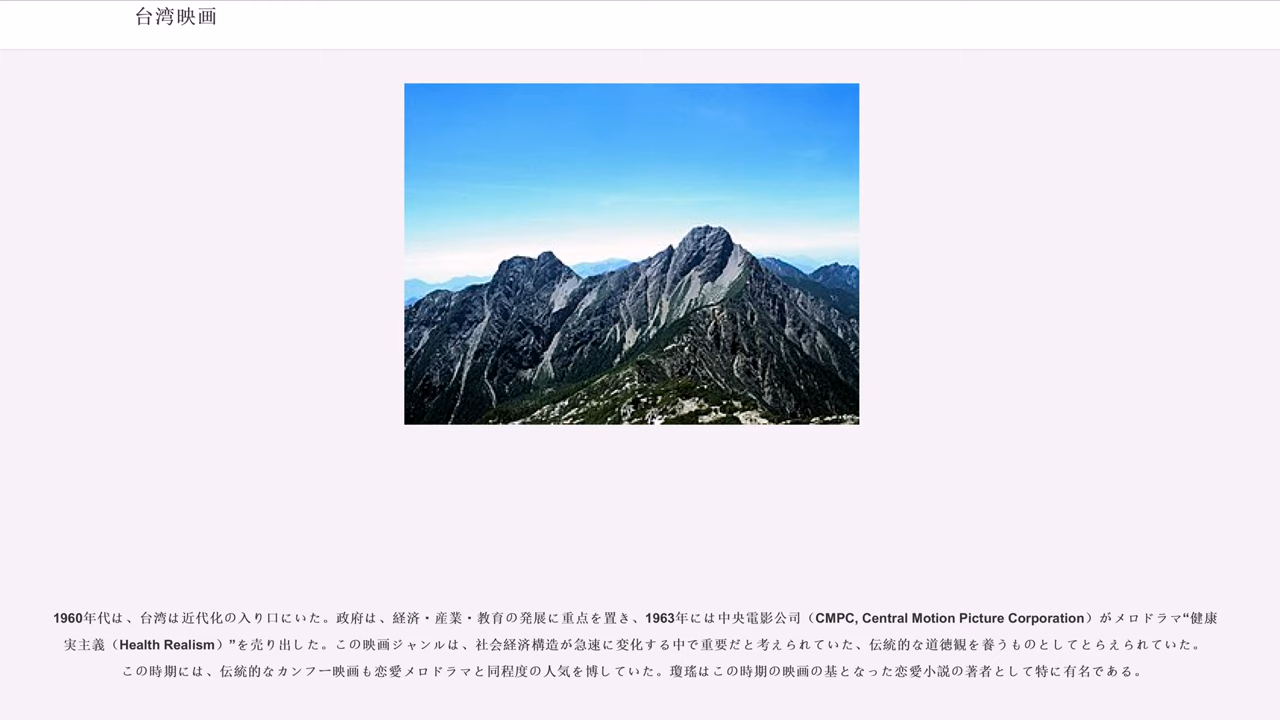 台湾映画
1960年代は、台湾は近代化の入り口にいた。政府は、経済・産業・教育の発展に重点を置き、1963年には中央電影公司（CMPC, Central Motion Picture Corporation）がメロドラマ“健康
実主義（Health Realism）”を売り出した。この映画ジャンルは、社会経済構造が急速に変化する中で重要だと考えられていた、伝統的な道徳観を養うものとしてとらえられていた。
この時期には、伝統的なカンフー映画も恋愛メロドラマと同程度の人気を博していた。瓊瑤はこの時期の映画の基となった恋愛小説の著者として特に有名である。